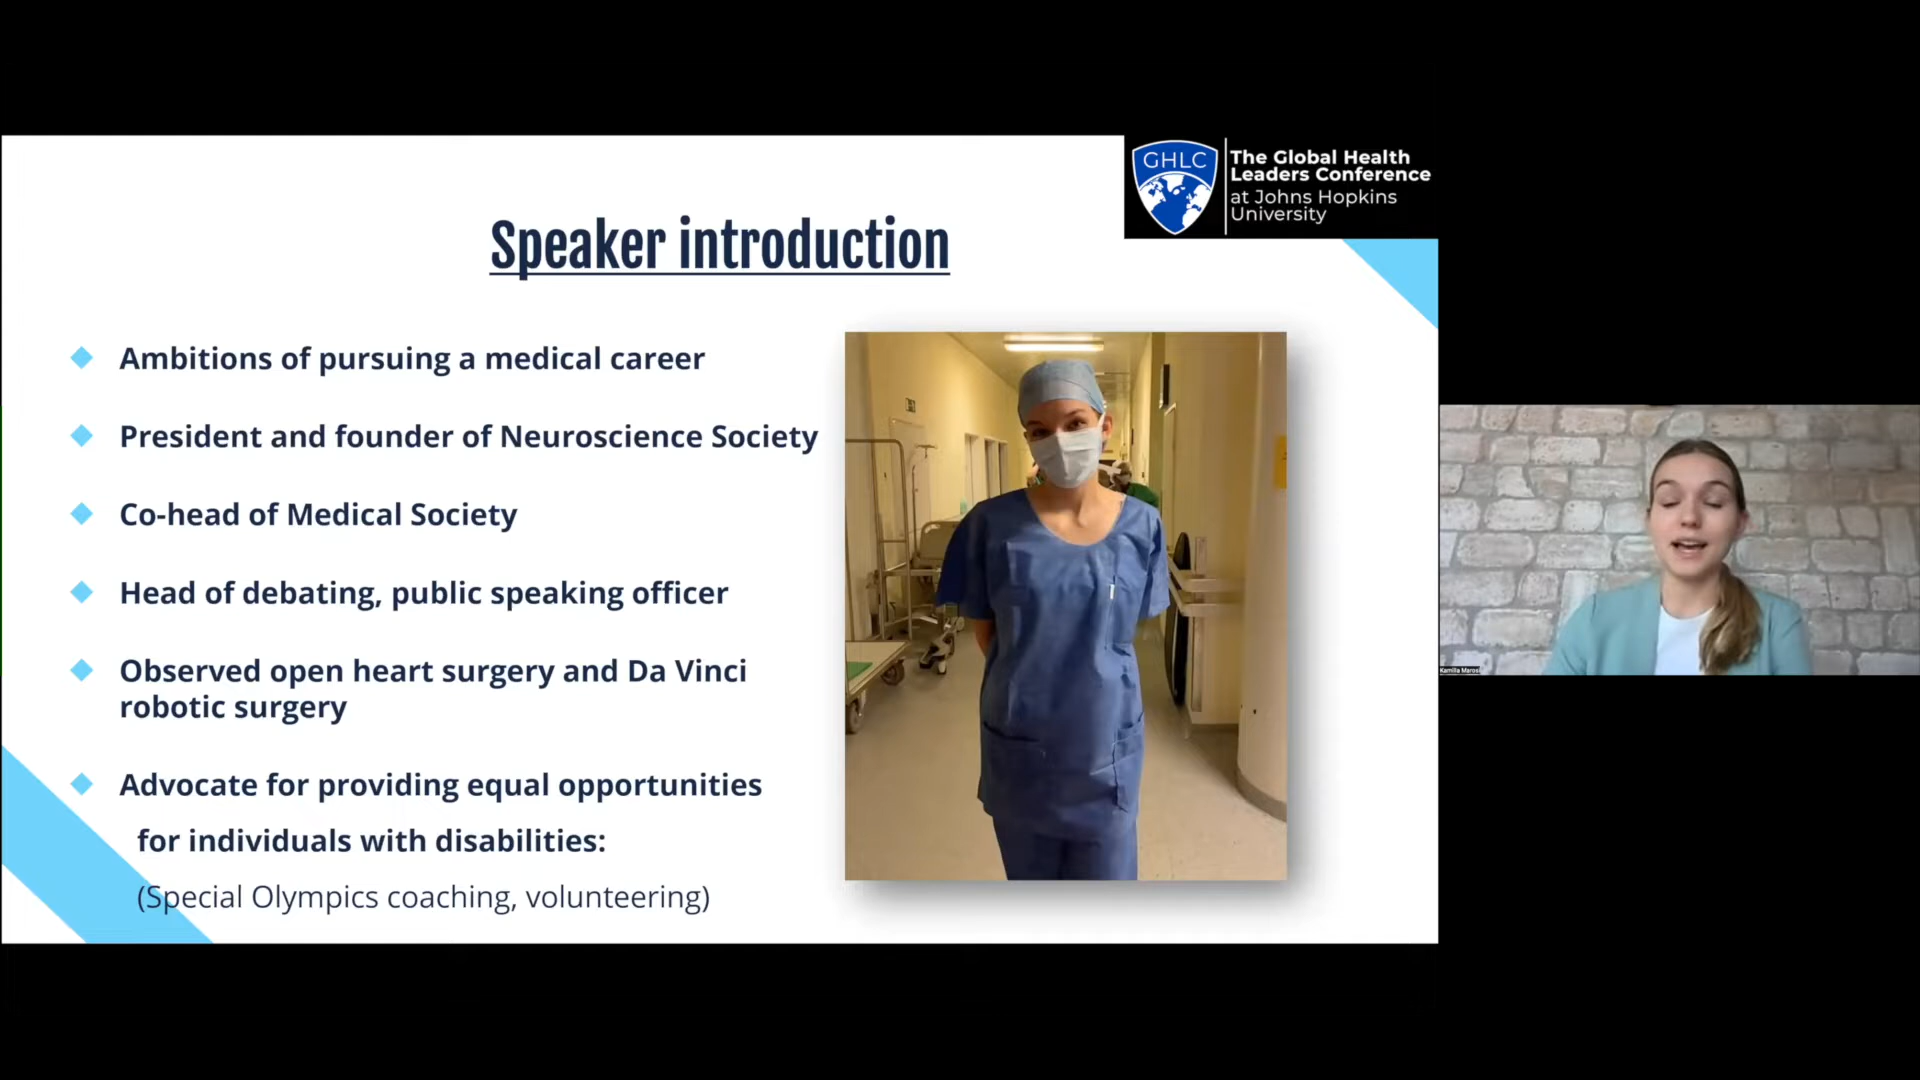 GHLC
The Global Health
Leaders Conference
at Johns Hopkins
University
Speaker introduction
Ambitions of pursuing a medical career
President and founder of Neuroscience Society
Co-head of Medical Society
Head of debating, public speaking officer
Observed open heart surgery and Da Vinci
robotic surgery
Advocate for providing equal opportunities
for individuals with disabilities:
(Special Olympics coaching, volunteering)
Kamilla Marosi